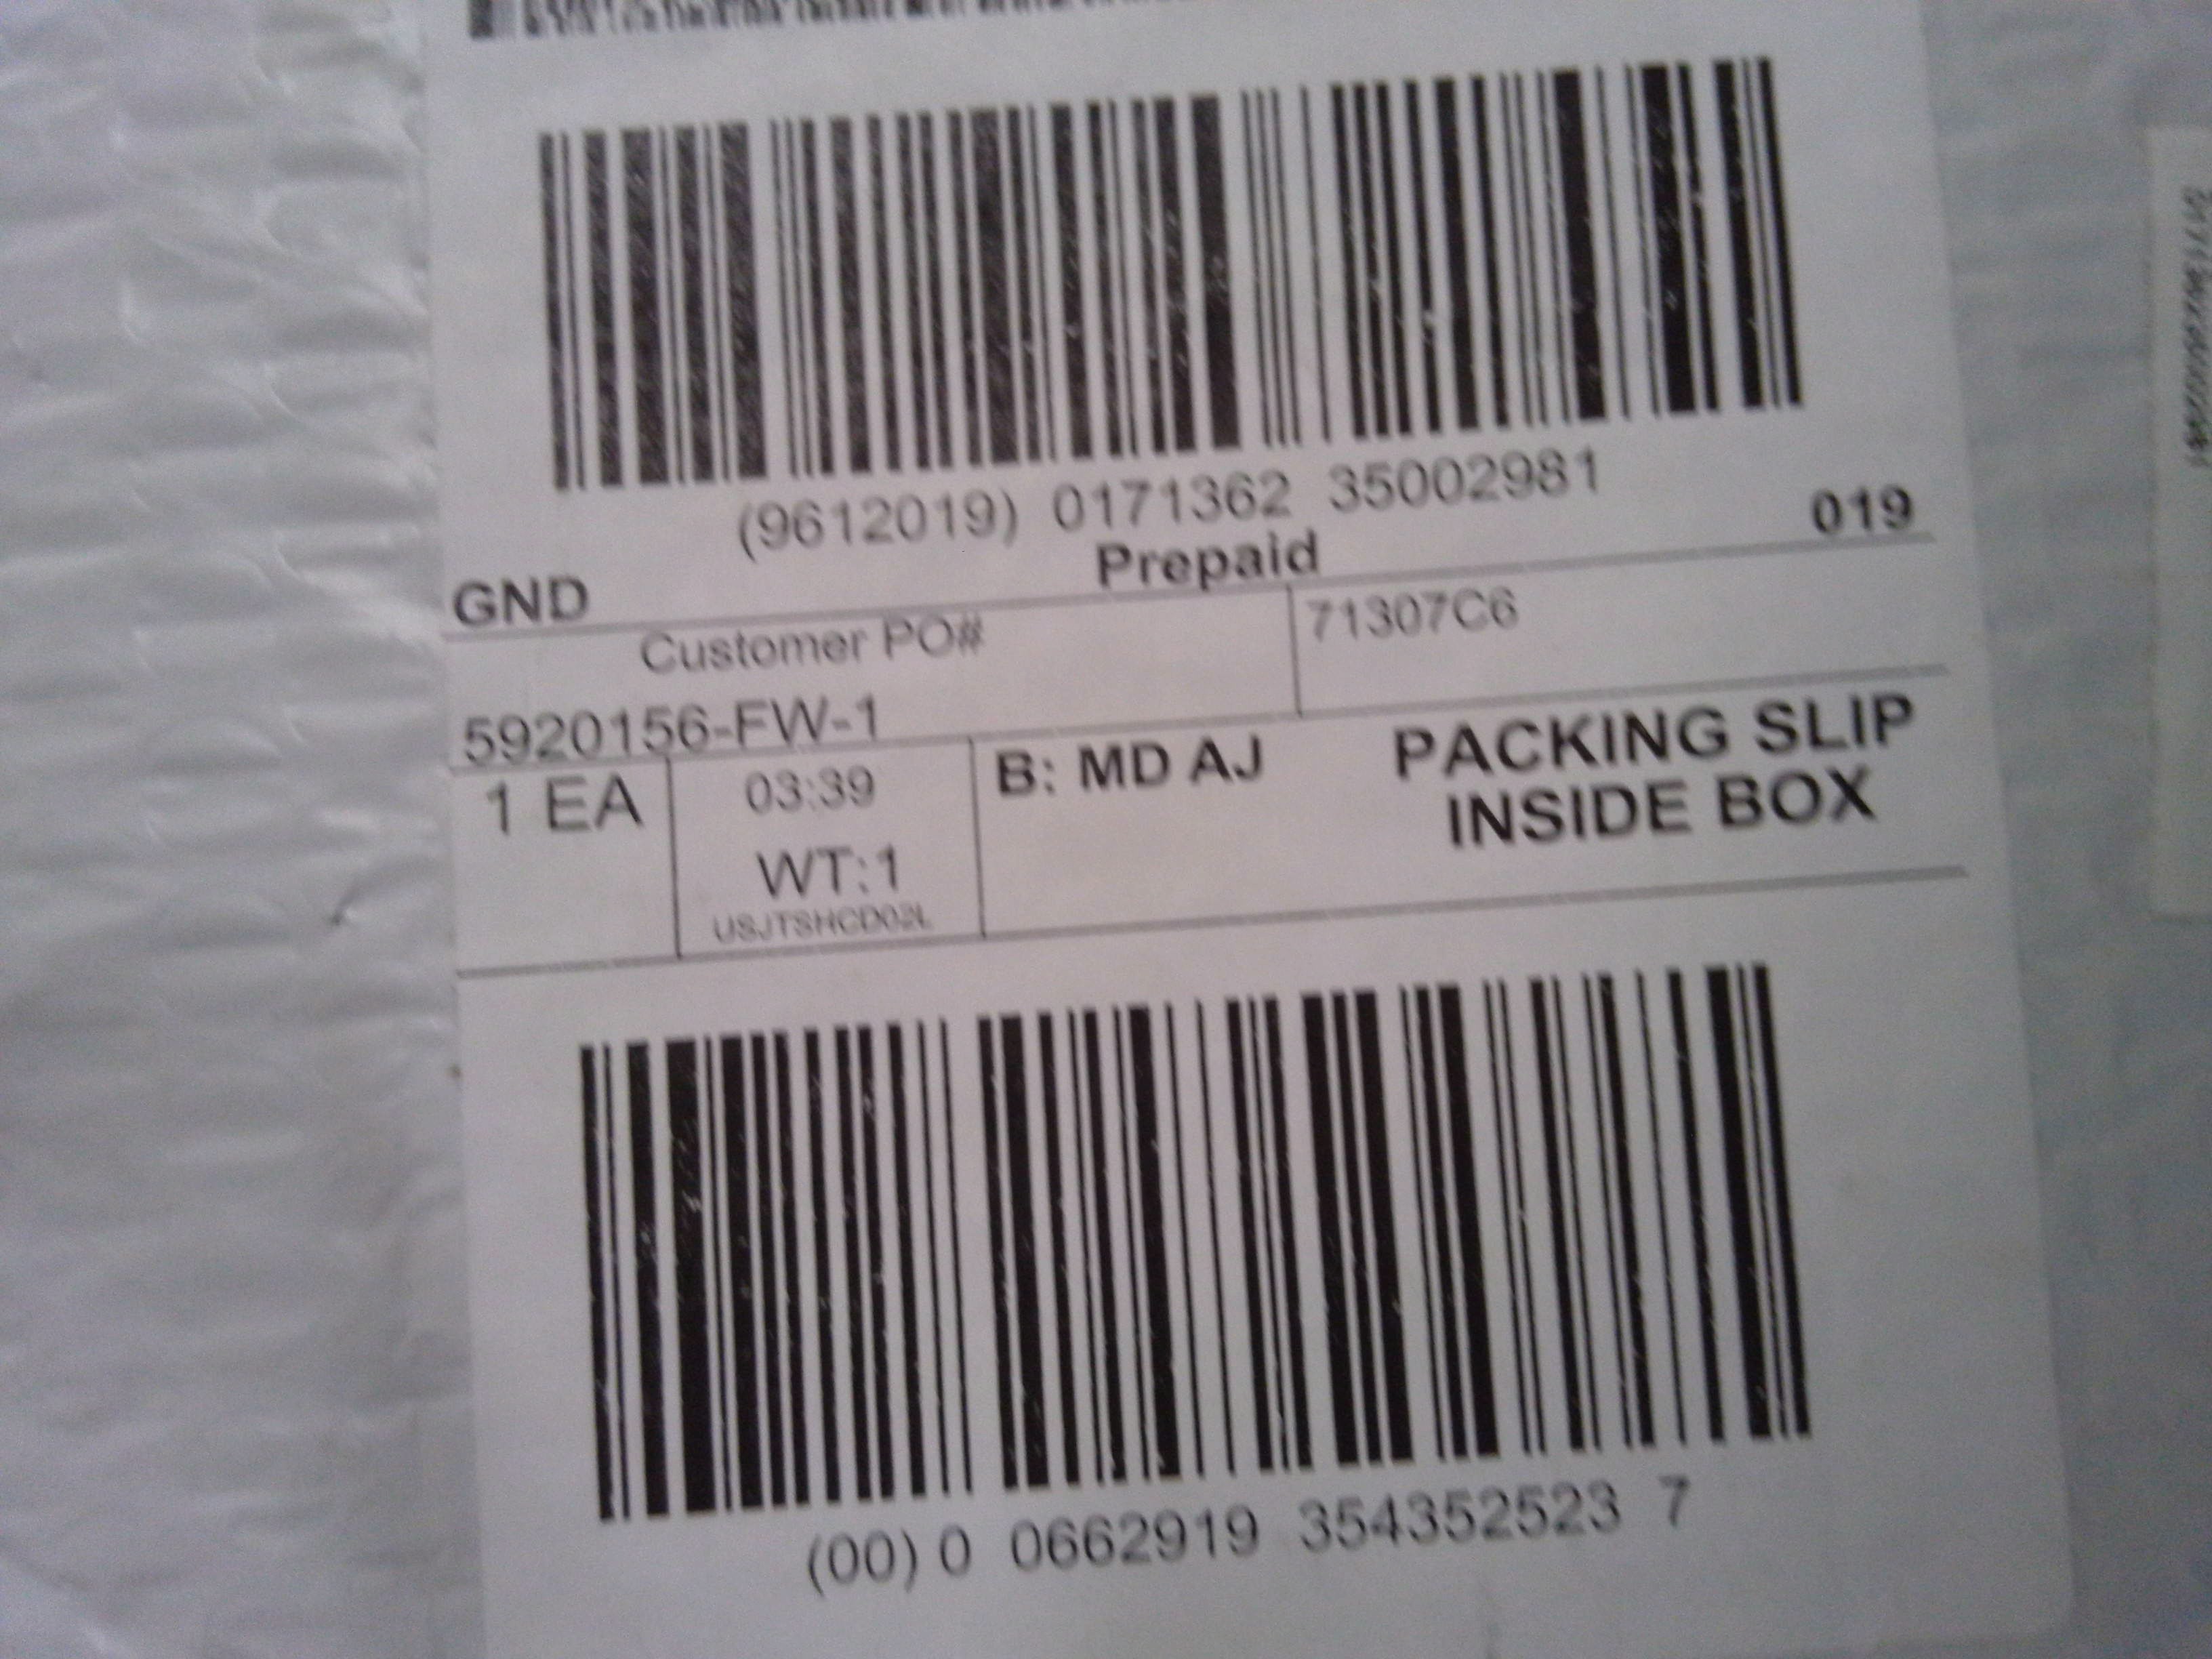 (9612019) 0171362 35002981
GND Prepaid 019
Customer PO# 71307C6
5920156-FW-1
1 EA 03:39 B: MD AJ PACKING SLIP
WT:1 INSIDE BOX
USJTSHCD02L
(00) 0 0662919 354352523 7